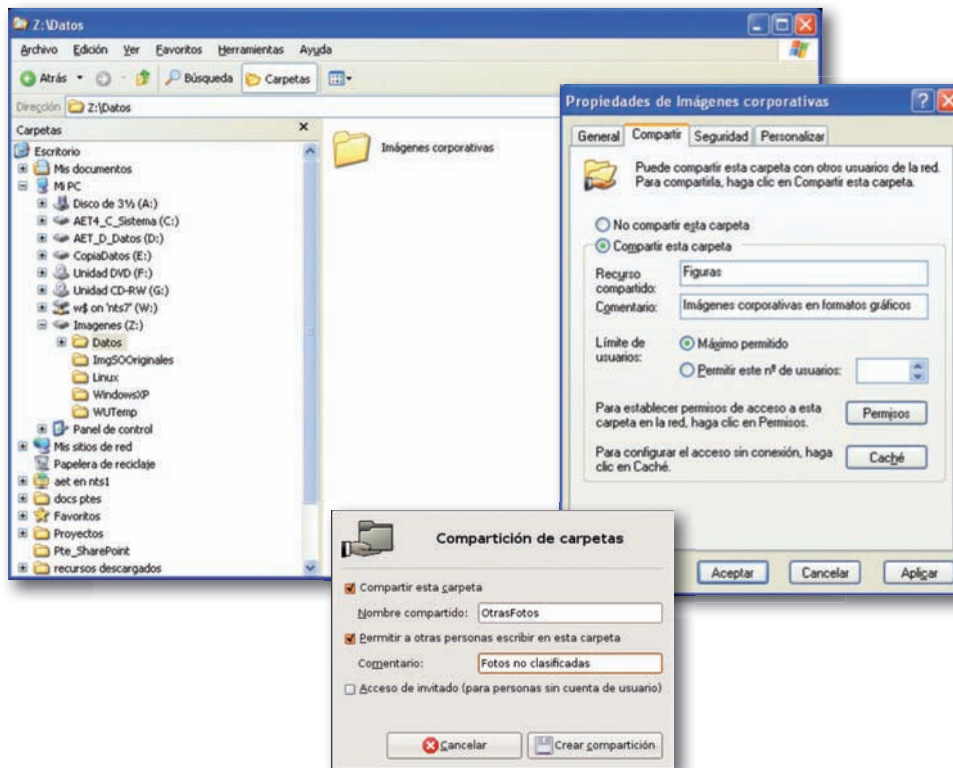 Z:\Datos
Archivo Edición Ver Favoritos Herramientas Ayuda
Atrás Búsqueda Carpetas
Dirección Z:\Datos
Carpetas
Escritorio
Mis documentos
Mi PC
Disco de 3½ (A:)
AET4_C_Sistema (C:)
AET_D_Datos (D:)
CopiaDatos (E:)
Unidad DVD (F:)
Unidad CD-RW (G:)
w$ on 'nts7' (W:)
Imagenes (Z:)
Datos
ImgSOOriginales
Linux
WindowsXP
WUTemp
Panel de control
Mis sitios de red
Papelera de reciclaje
aet en nts1
docs ptes
Favoritos
Proyectos
Pte_SharePoint
recursos descargados
Imágenes corporativas
Propiedades de Imágenes corporativas
General Compartir Seguridad Personalizar
Puede compartir esta carpeta con otros usuarios de la red.
Para compartirla, haga clic en Compartir esta carpeta.
No compartir esta carpeta
Compartir esta carpeta
Recurso compartido: Figuras
Comentario: Imágenes corporativas en formatos gráficos
Límite de usuarios: Máximo permitido
Permitir este nº de usuarios:
Para establecer permisos de acceso a esta
carpeta en la red, haga clic en Permisos.
Permisos
Para configurar el acceso sin conexión, haga
clic en Caché.
Caché
Aceptar Cancelar Aplicar
Compartición de carpetas
Compartir esta carpeta
Nombre compartido: OtrasFotos
Permitir a otras personas escribir en esta carpeta
Comentario: Fotos no clasificadas
Acceso de invitado (para personas sin cuenta de usuario)
Cancelar Crear compartición